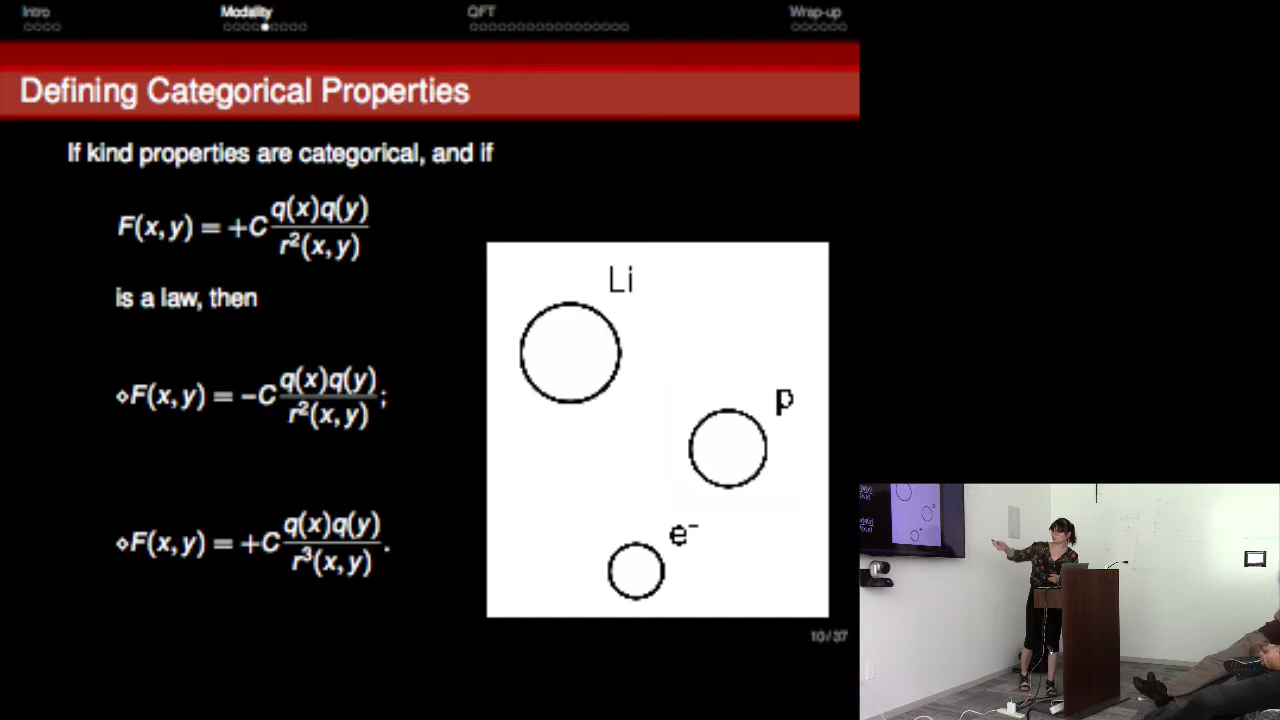 Intro
Modality
QFT
Wrap-up
Defining Categorical Properties
If kind properties are categorical, and if
F(x, y) = +C q(x)q(y) / r²(x, y)
is a law, then
⋄F(x, y) = −C q(x)q(y) / r²(x, y);
⋄F(x, y) = +C q(x)q(y) / r³(x, y).
Li
p
e⁻
10/37